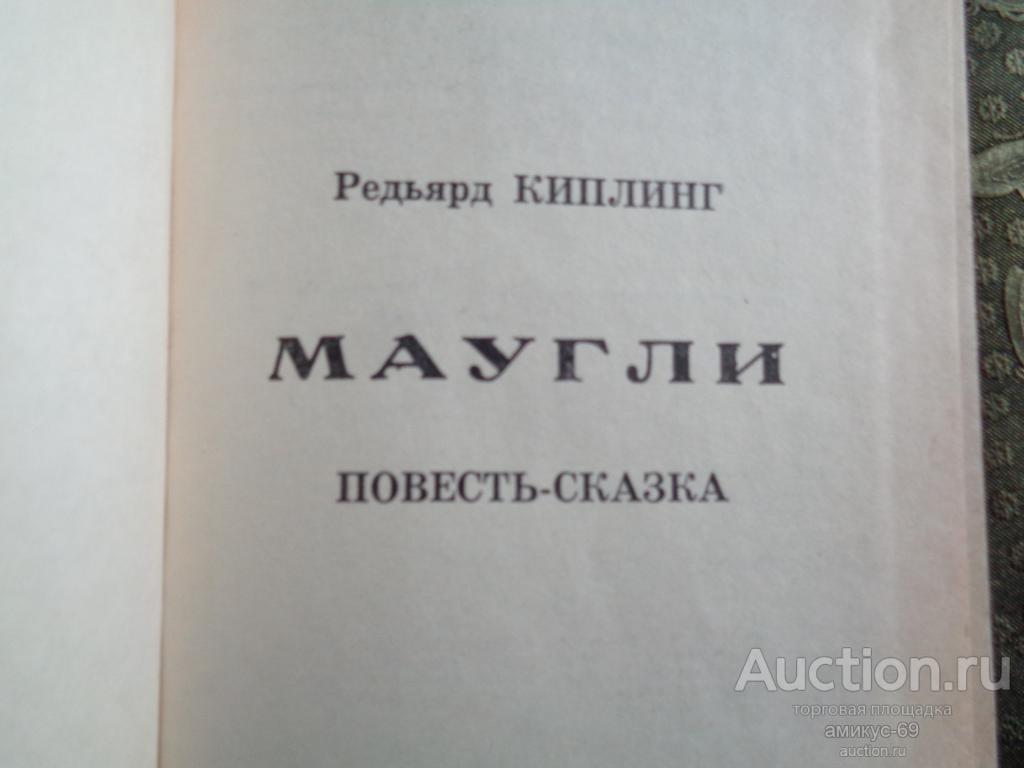 Редьярд КИПЛИНГ
МАУГЛИ
ПОВЕСТЬ-СКАЗКА
Auction.ru
торговая площадка
амикус-69
auction.ru